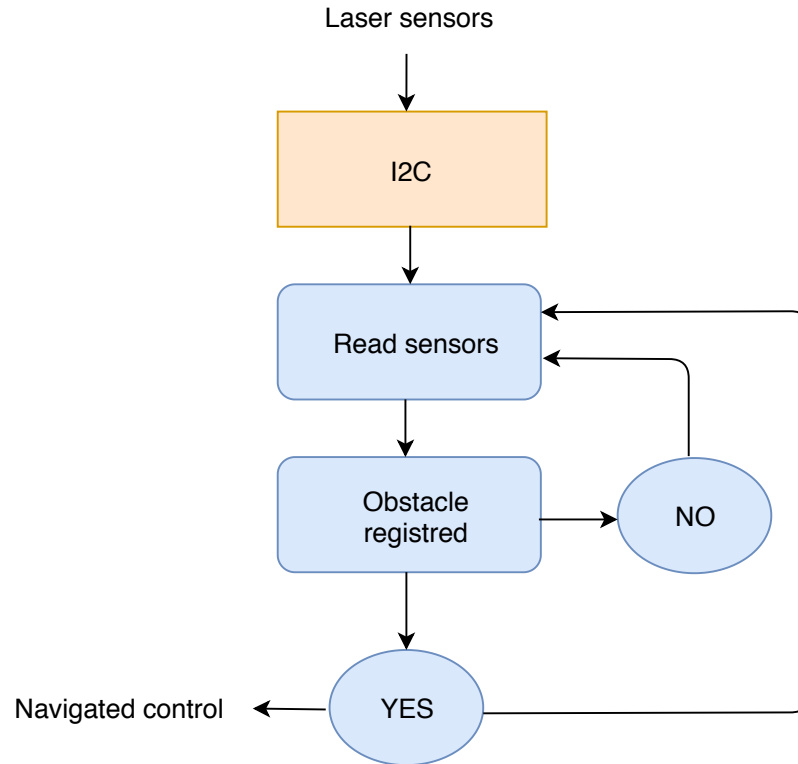 Laser sensors
I2C
Read sensors
Obstacle
registred
NO
Navigated control
YES